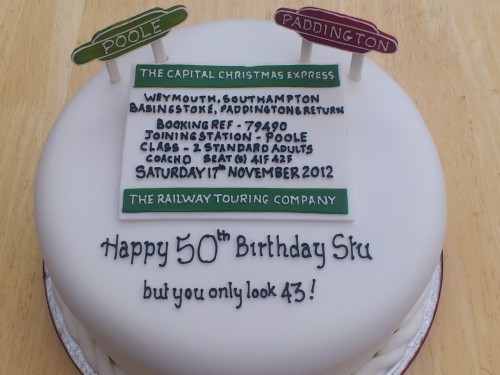 POOLE
PADDINGTON
THE CAPITAL CHRISTMAS EXPRESS
WEYMOUTH, SOUTHAMPTON
BASINGSTOKE, PADDINGTON & RETURN
BOOKING REF - 79490
JOINING STATION - POOLE
CLASS - 2 STANDARD ADULTS
COACH D SEAT (S) 41F 42F
SATURDAY 17th NOVEMBER 2012
THE RAILWAY TOURING COMPANY
Happy 50th Birthday Stu
but you only look 43!